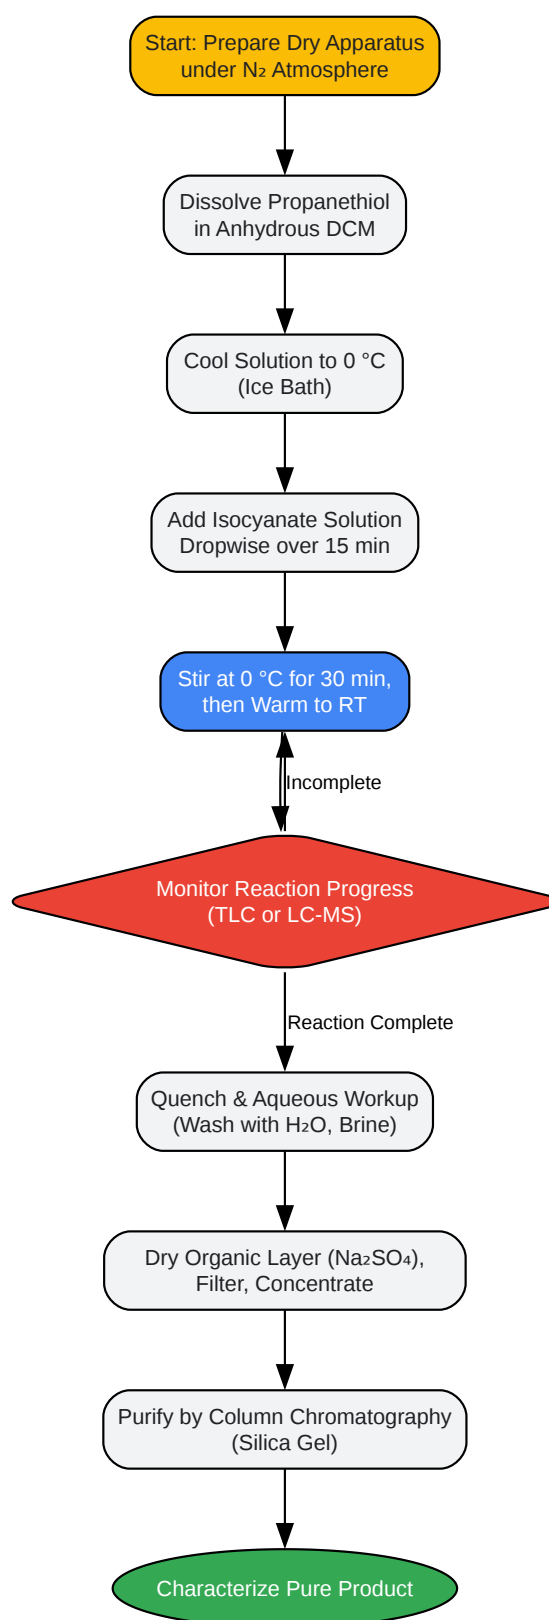 Start: Prepare Dry Apparatus
under N₂ Atmosphere
Dissolve Propanethiol
in Anhydrous DCM
Cool Solution to 0 °C
(Ice Bath)
Add Isocyanate Solution
Dropwise over 15 min
Stir at 0 °C for 30 min,
then Warm to RT
Incomplete
Monitor Reaction Progress
(TLC or LC-MS)
Reaction Complete
Quench & Aqueous Workup
(Wash with H₂O, Brine)
Dry Organic Layer (Na₂SO₄),
Filter, Concentrate
Purify by Column Chromatography
(Silica Gel)
Characterize Pure Product